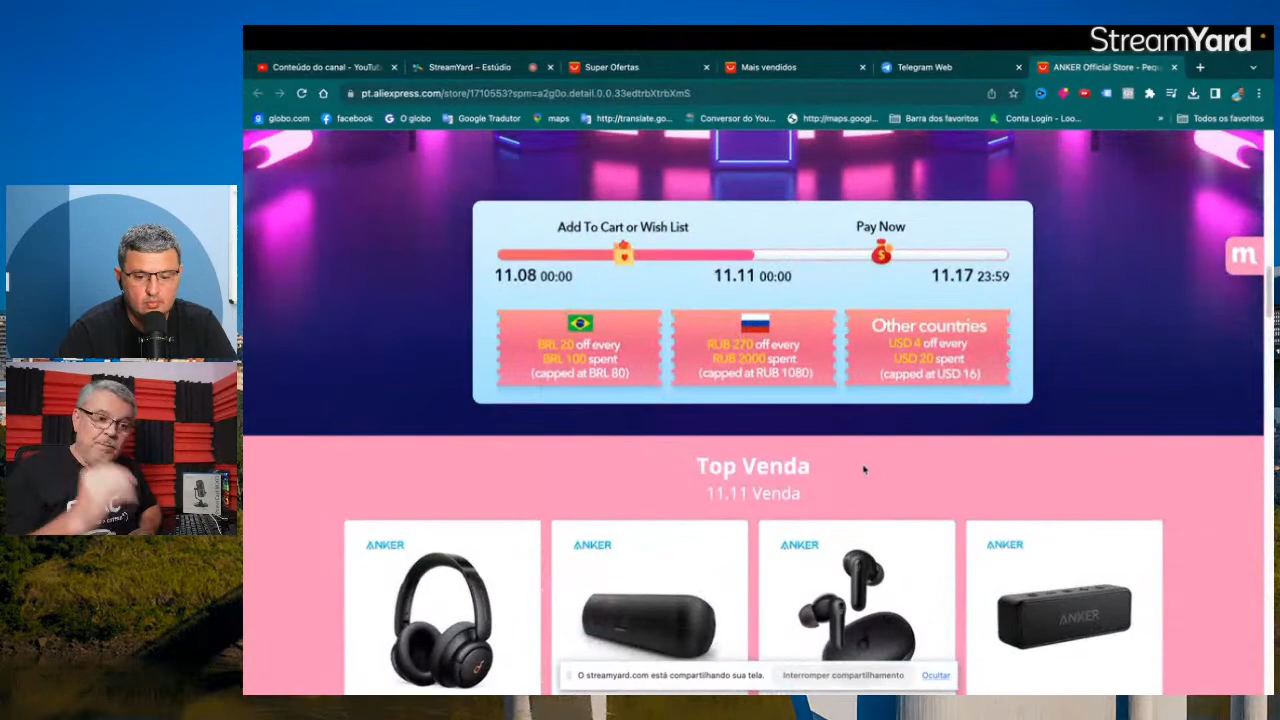 StreamYard
Conteúdo do canal - YouTub
StreamYard – Estúdio
Super Ofertas
Mais vendidos
Telegram Web
ANKER Official Store - Pequ
pt.aliexpress.com/store/1710553?spm=a2g0o.detail.0.0.33edtrbXtrbXmS
globo.com
facebook
O globo
Google Tradutor
maps
http://translate.go...
Conversor do You...
http://maps.googl...
Barra dos favoritos
Conta Login - Loo...
»
Todos os favoritos
m
Add To Cart or Wish List
Pay Now
11.08 00:00
11.11 00:00
11.17 23:59
BRL 20 off every
BRL 100 spent
(capped at BRL 80)
RUB 270 off every
RUB 2000 spent
(capped at RUB 1080)
Other countries
USD 4 off every
USD 20 spent
(capped at USD 16)
Top Venda
11.11 Venda
ANKER
ANKER
ANKER
ANKER
ANKER
O streamyard.com está compartilhando sua tela.
Interromper compartilhamento
Ocultar